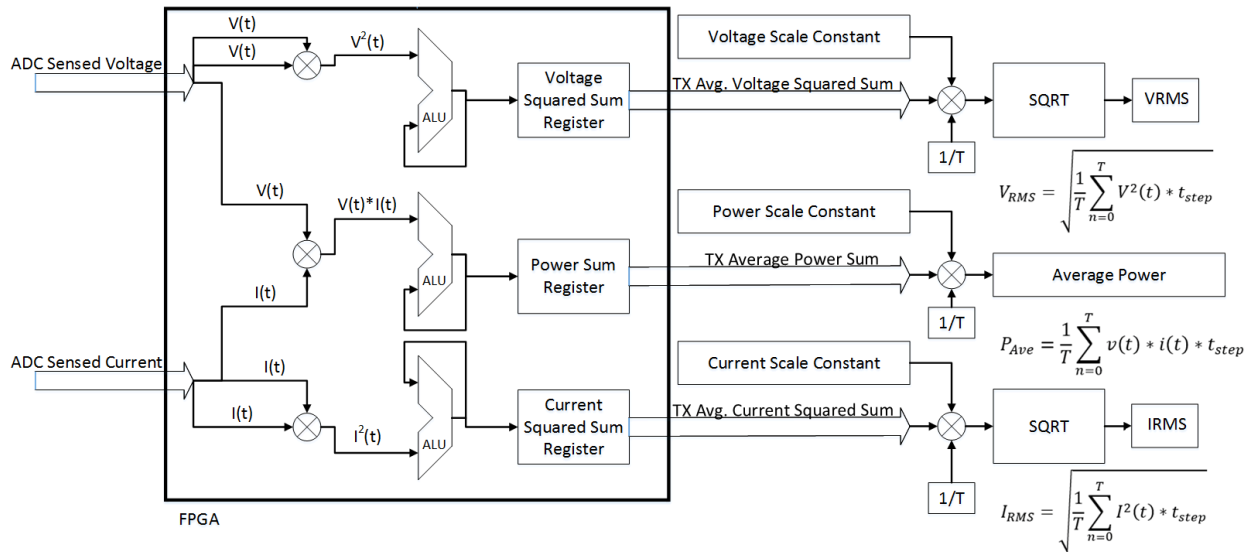 ADC Sensed Voltage
V(t)
V(t)
V²(t)
ALU
Voltage
Squared Sum
Register
TX Avg. Voltage Squared Sum
Voltage Scale Constant
1/T
SQRT
VRMS
V_RMS = √(1/T ∑_{n=0}^{T} V²(t) * t_step)
V(t)
I(t)
V(t)*I(t)
ALU
Power Sum
Register
TX Average Power Sum
Power Scale Constant
1/T
Average Power
P_Ave = 1/T ∑_{n=0}^{T} v(t) * i(t) * t_step
ADC Sensed Current
I(t)
I(t)
I²(t)
ALU
Current
Squared Sum
Register
TX Avg. Current Squared Sum
Current Scale Constant
1/T
SQRT
IRMS
I_RMS = √(1/T ∑_{n=0}^{T} I²(t) * t_step)
FPGA